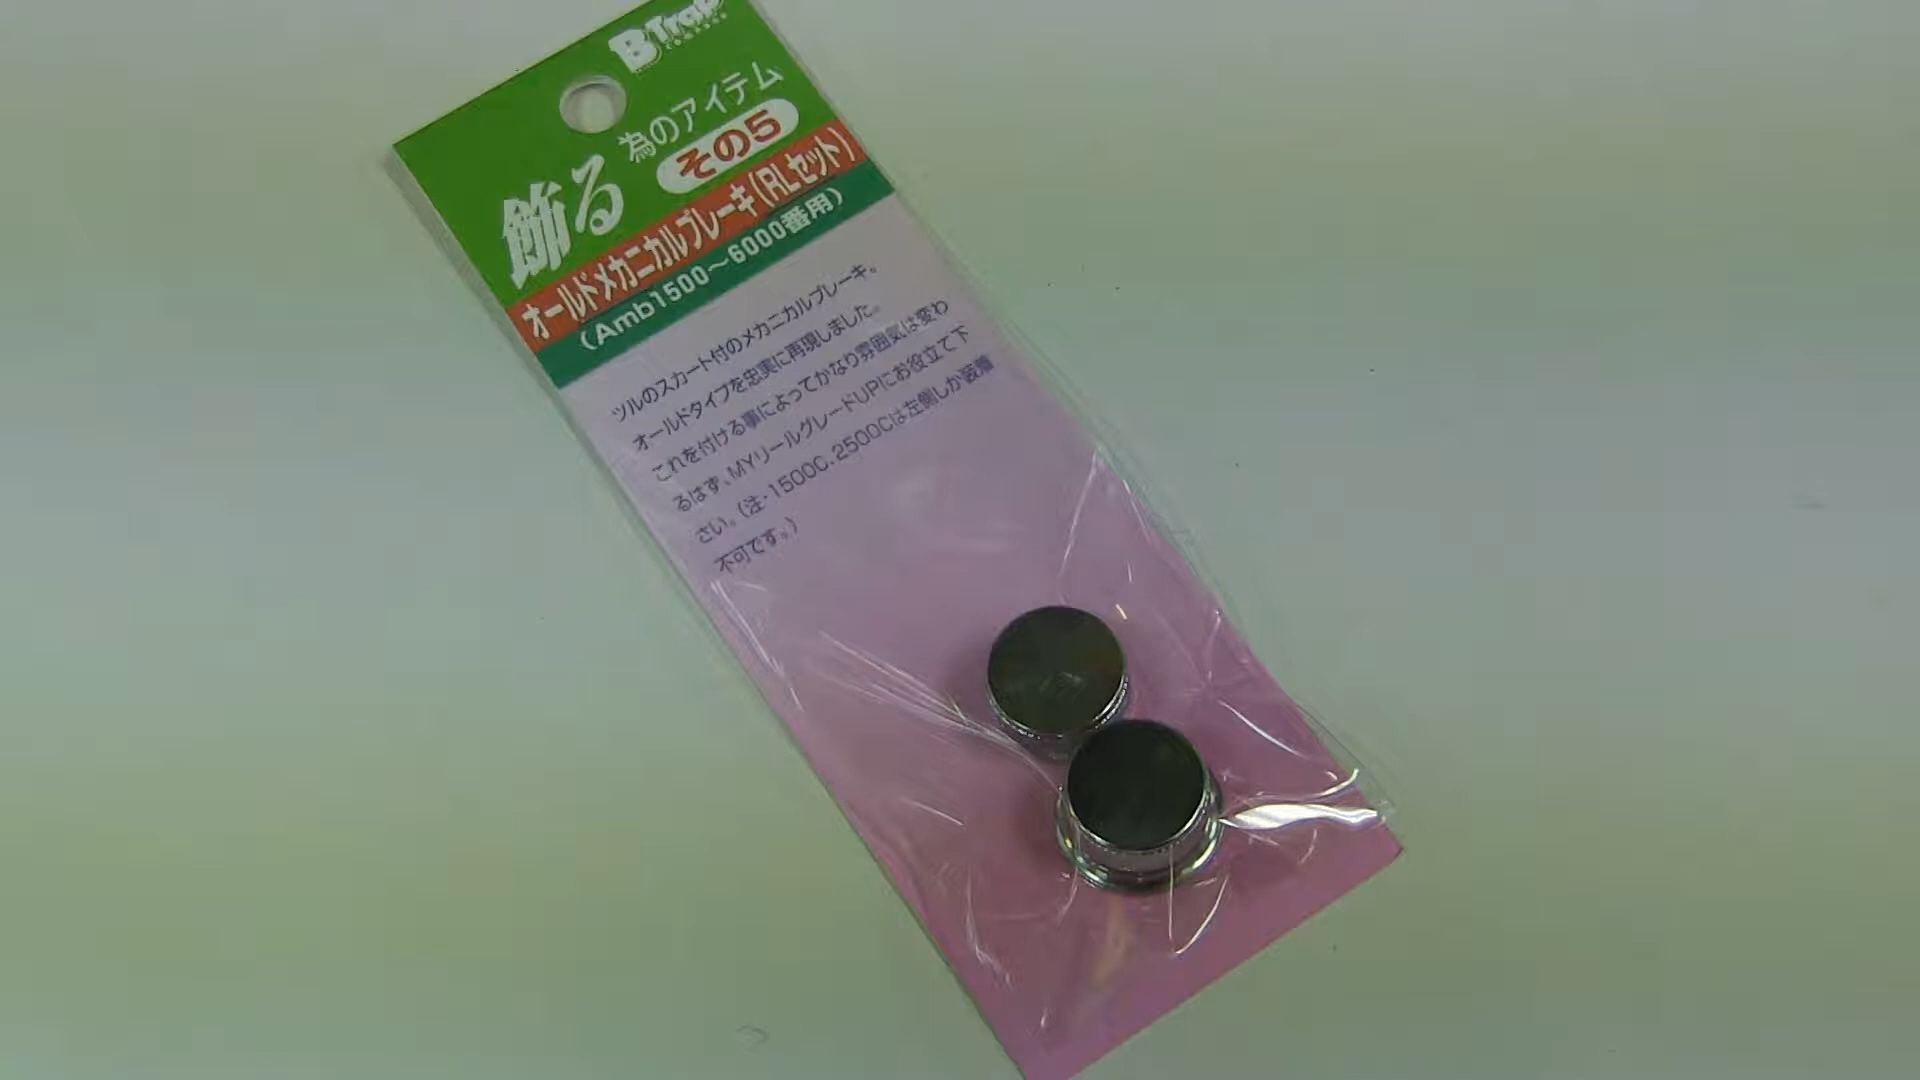 BTrap
COMPANY
飾る
為のアイテム
その5
オールドメカニカルブレーキ(RLセット)
(Amb1500～6000番用)
ツルのスカート付のメカニカルブレーキ。
オールドタイプを忠実に再現しました。
これを付ける事によってかなり雰囲気は変わ
るはず、MYリールグレードUPにお役立て下
さい。(注・1500C.2500Cは左側しか装着
不可です。)